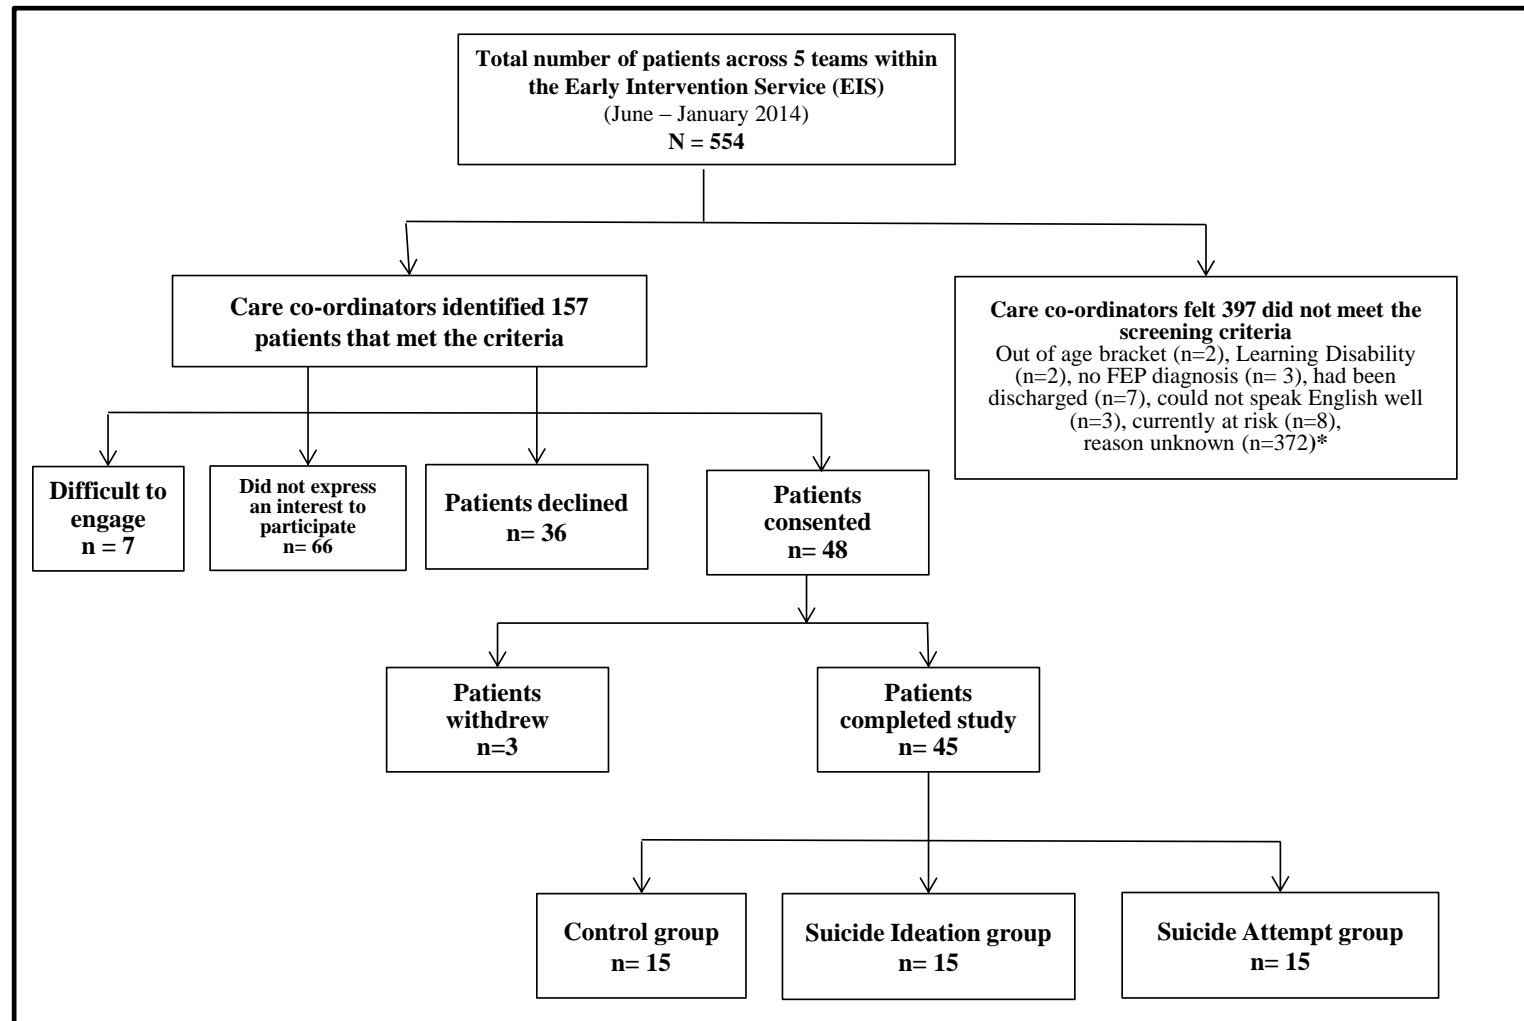 Total number of patients across 5 teams within
the Early Intervention Service (EIS)
(June – January 2014)
N = 554
Care co-ordinators identified 157
patients that met the criteria
Care co-ordinators felt 397 did not meet the
screening criteria
Out of age bracket (n=2), Learning Disability
(n=2), no FEP diagnosis (n= 3), had been
discharged (n=7), could not speak English well
(n=3), currently at risk (n=8),
reason unknown (n=372)*
Difficult to
engage
n = 7
Did not express
an interest to
participate
n= 66
Patients declined
n= 36
Patients
consented
n= 48
Patients
withdrew
n=3
Patients
completed study
n= 45
Control group
n= 15
Suicide Ideation group
n= 15
Suicide Attempt group
n= 15